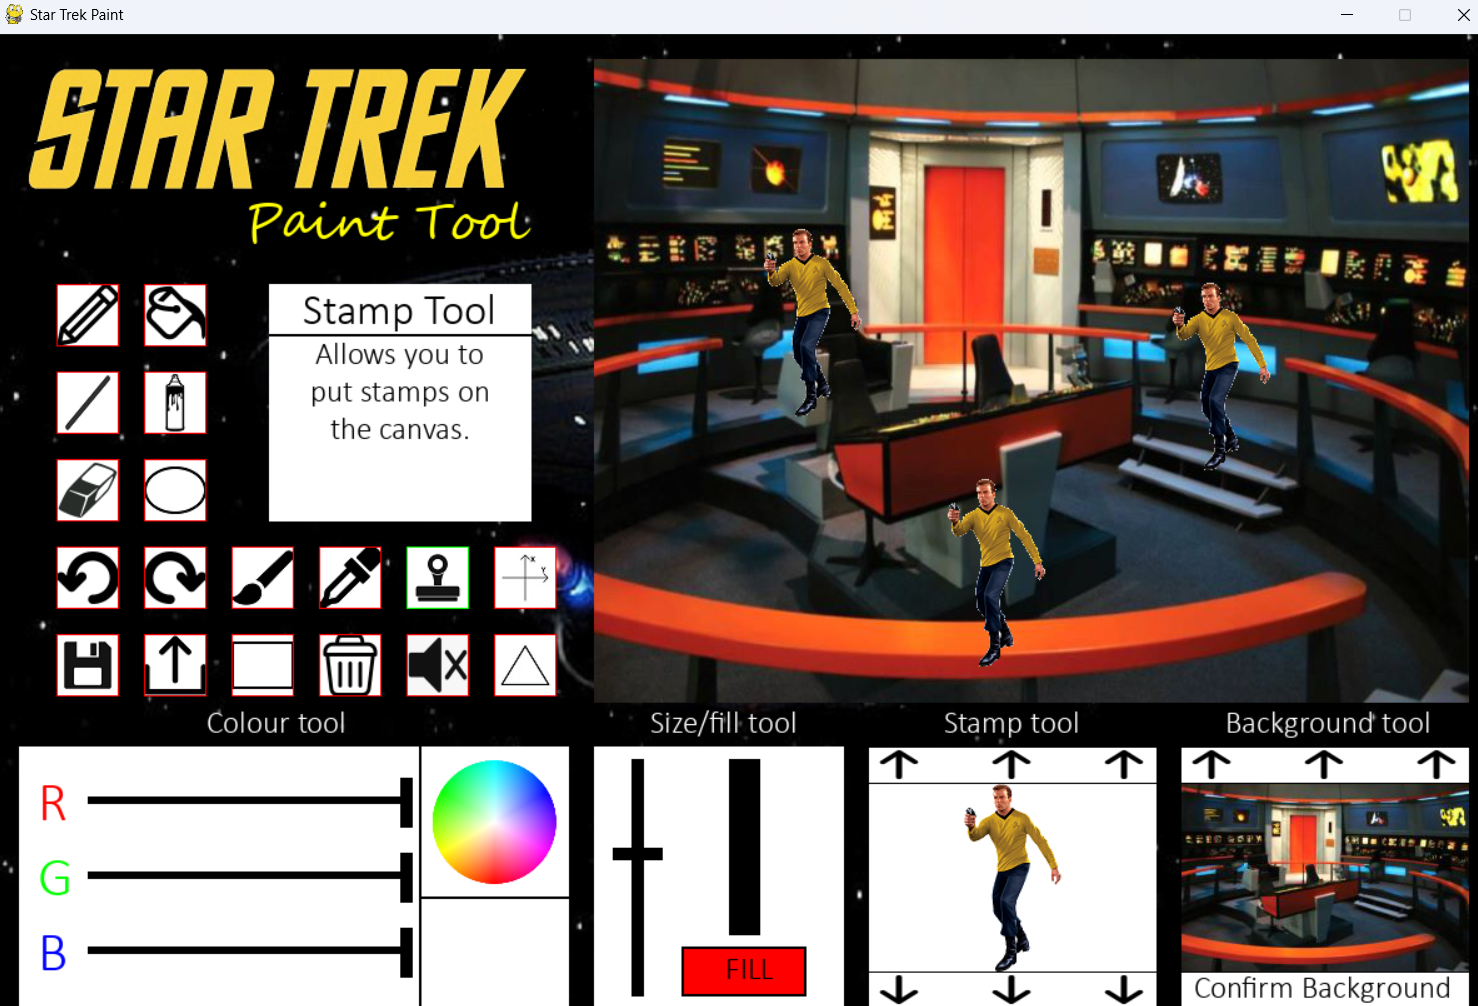 Star Trek Paint
STAR TREK
Paint Tool
Stamp Tool
Allows you to
put stamps on
the canvas.
X
Y
Colour tool
Size/fill tool
Stamp tool
Background tool
R
G
B
FILL
Confirm Background